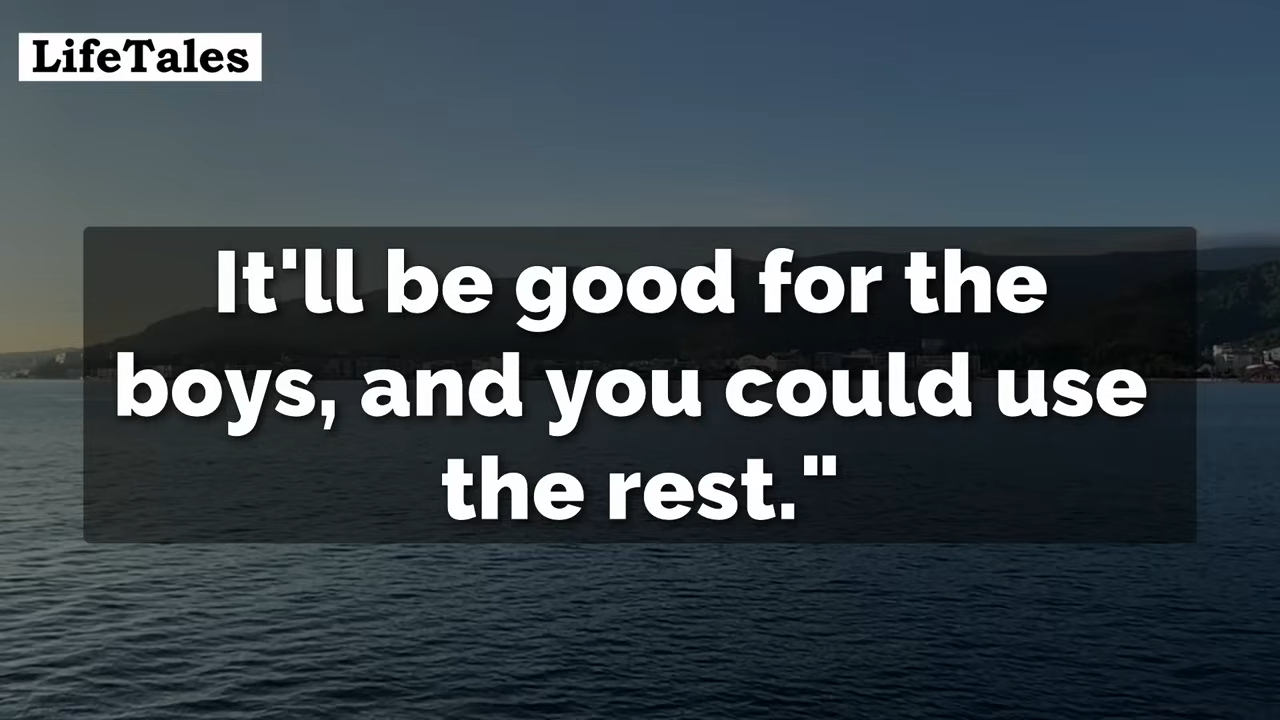 LifeTales
It'll be good for the
boys, and you could use
the rest."